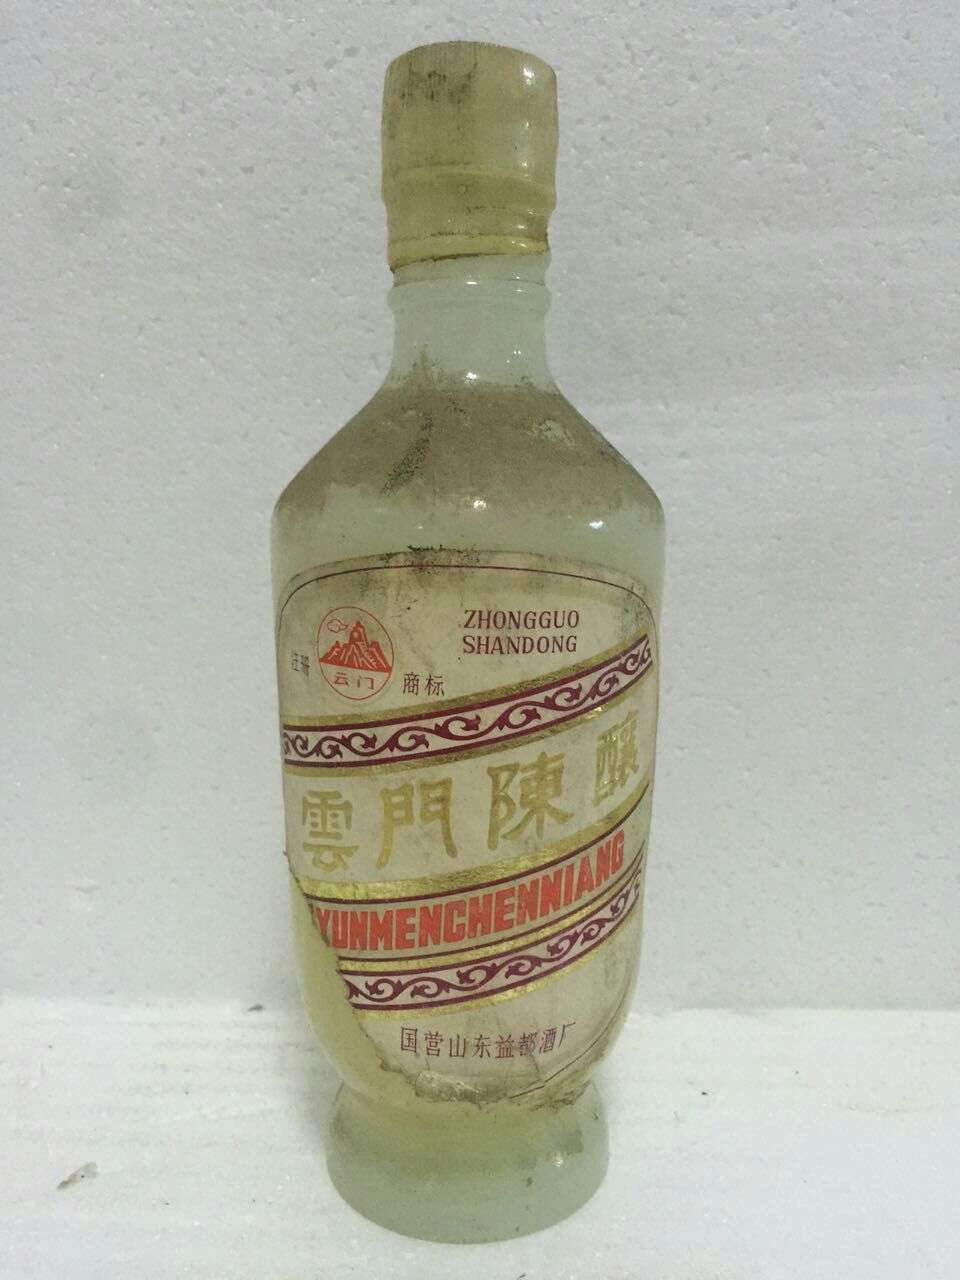 ZHONGGUO
SHANDONG
注册
云门
商标
雲門陳釀
YUNMENCHENNIANG
国营山东益都酒厂